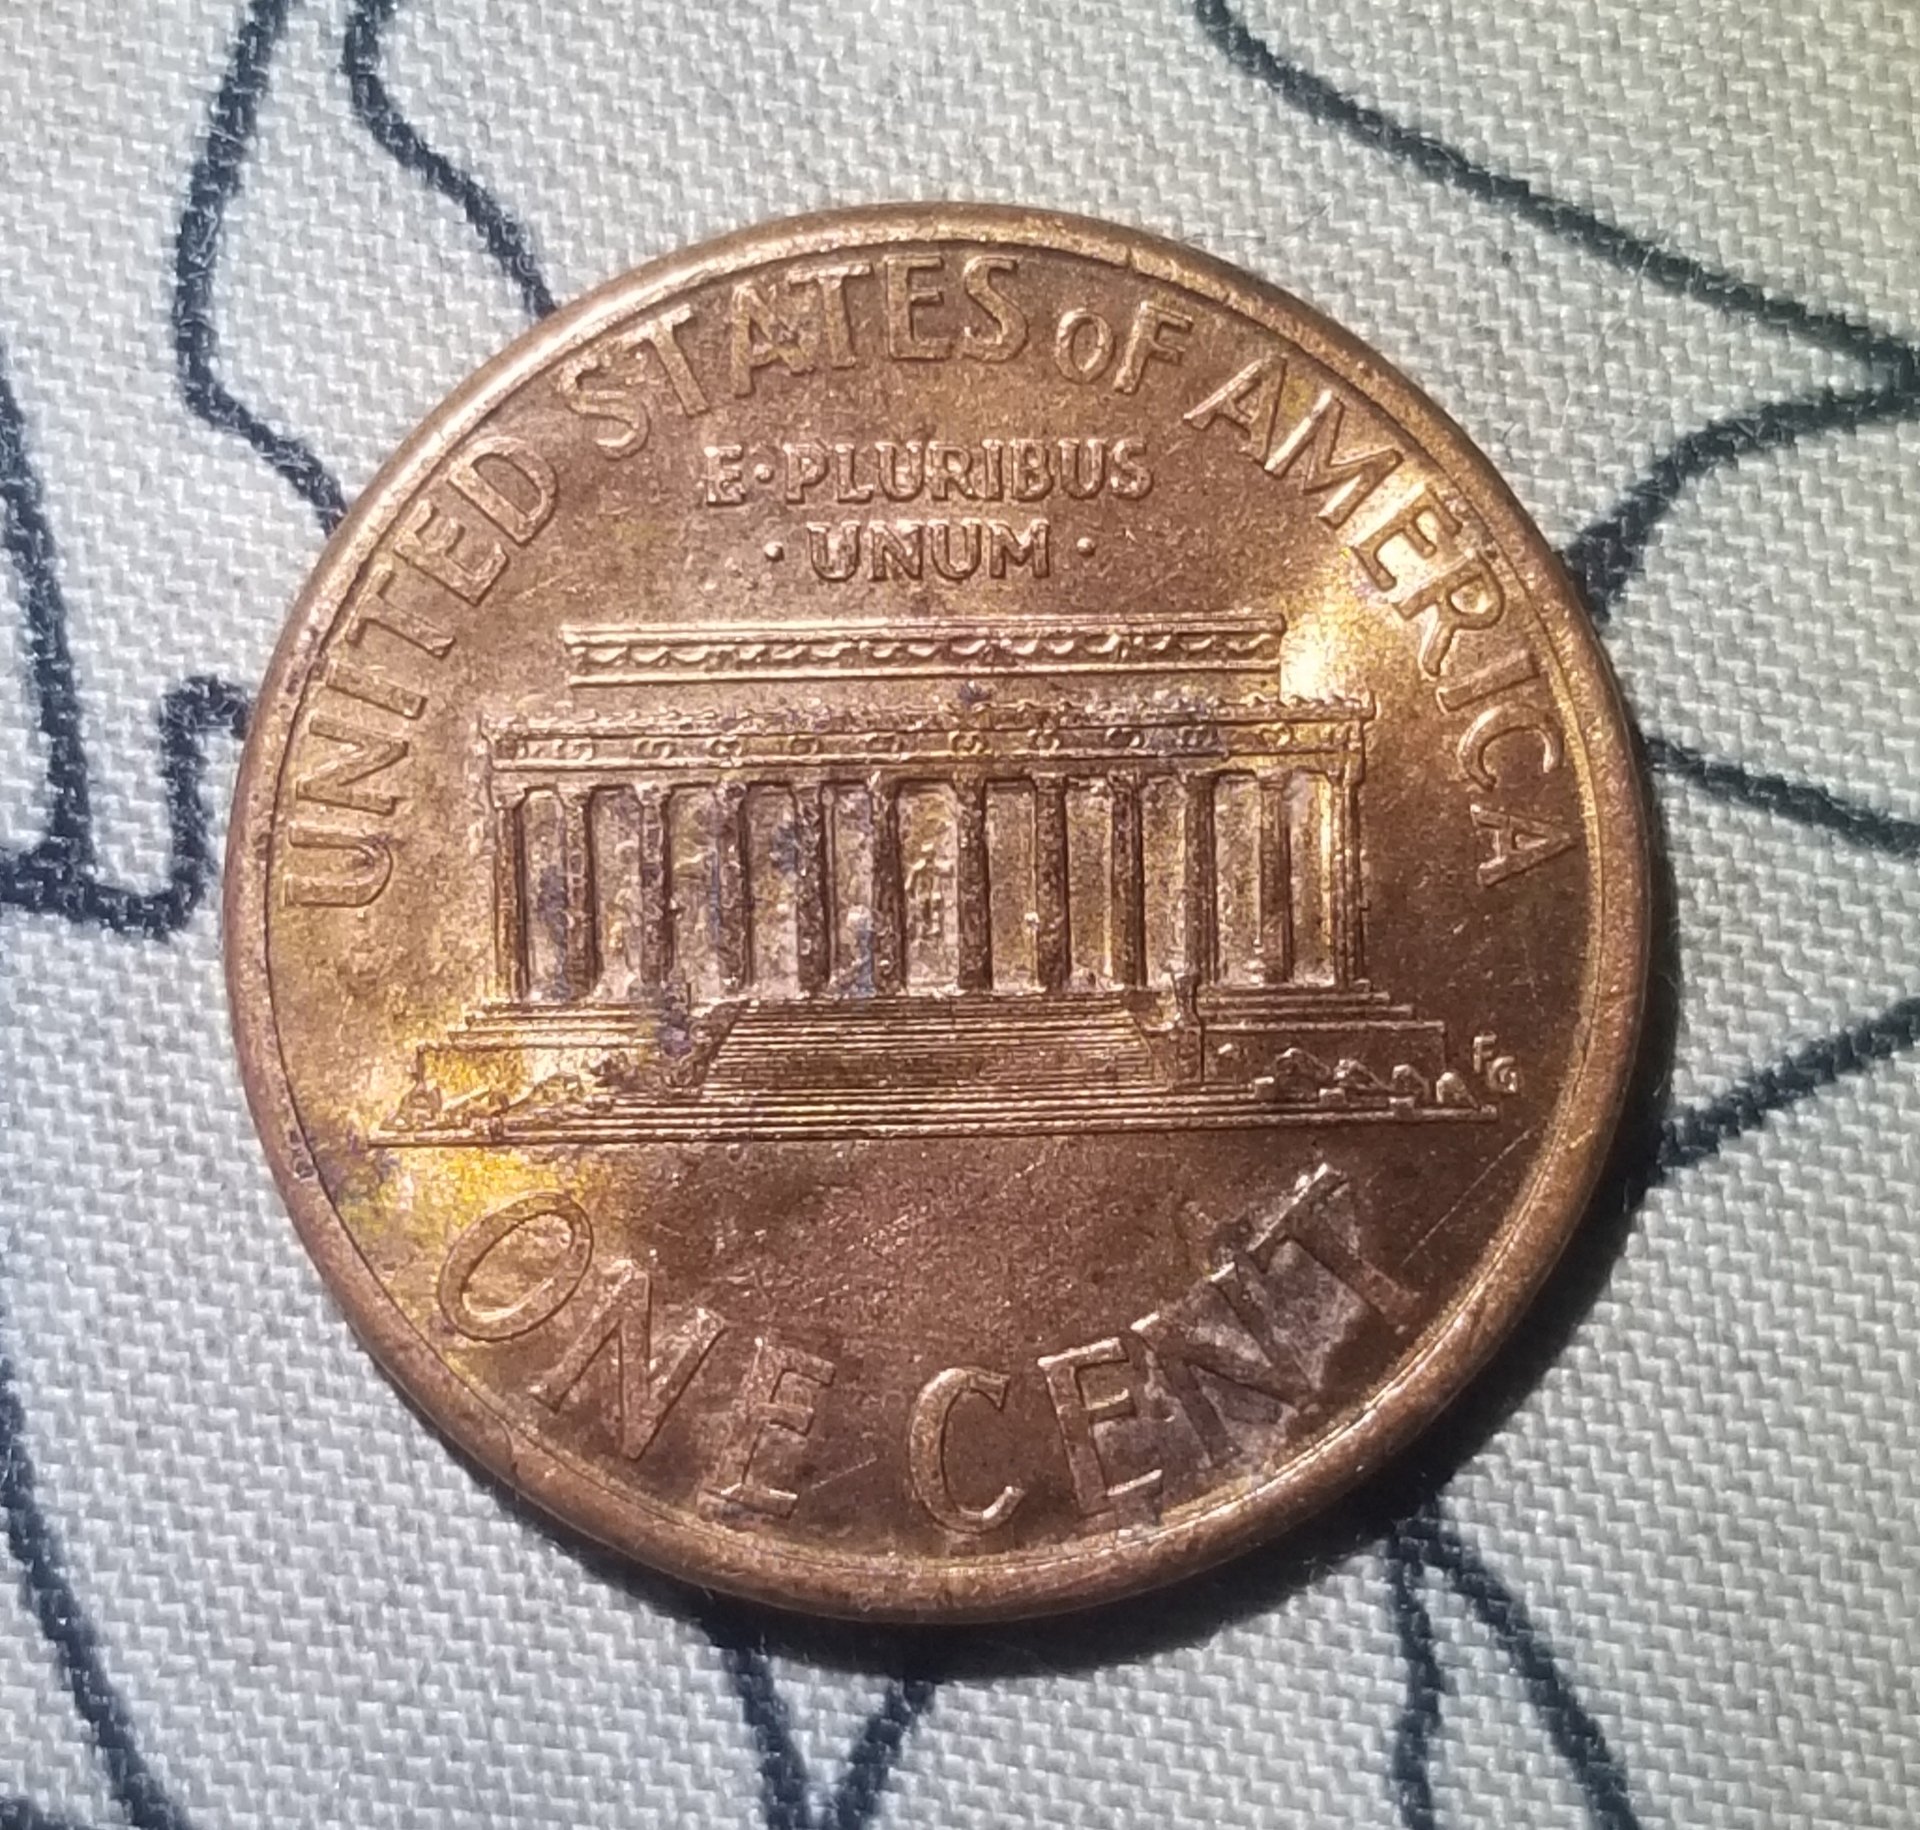 UNITED STATES OF AMERICA
E·PLURIBUS
·UNUM·
FG
ONE CENT